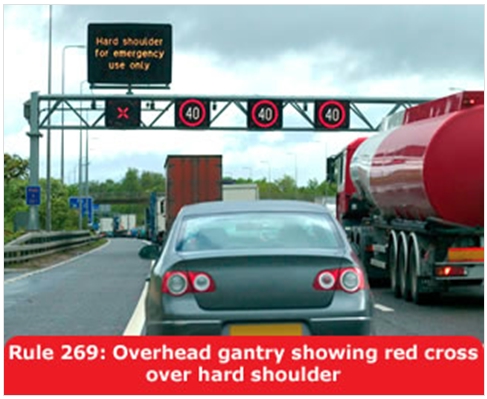 Hard shoulder
for emergency
use only
40
40
40
Rule 269: Overhead gantry showing red cross
over hard shoulder